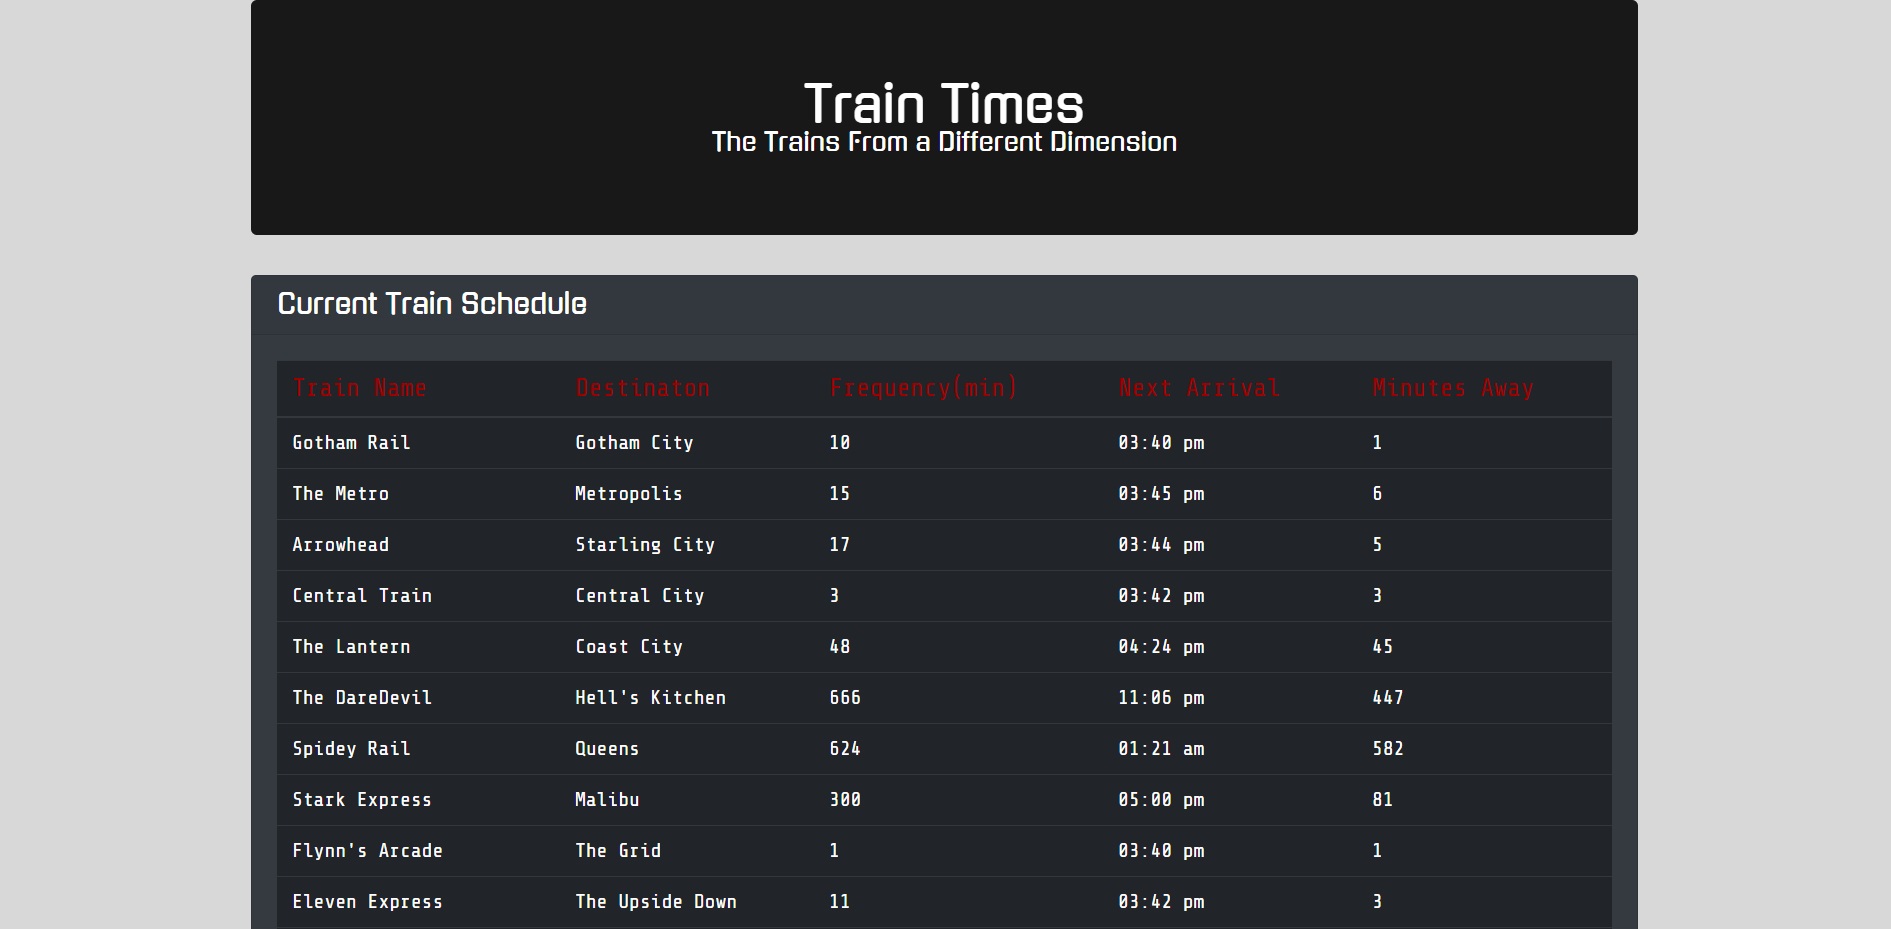 Train Times
The Trains From a Different Dimension
Current Train Schedule
Train Name Destinaton Frequency(min) Next Arrival Minutes Away
Gotham Rail Gotham City 10 03:40 pm 1
The Metro Metropolis 15 03:45 pm 6
Arrowhead Starling City 17 03:44 pm 5
Central Train Central City 3 03:42 pm 3
The Lantern Coast City 48 04:24 pm 45
The DareDevil Hell's Kitchen 666 11:06 pm 447
Spidey Rail Queens 624 01:21 am 582
Stark Express Malibu 300 05:00 pm 81
Flynn's Arcade The Grid 1 03:40 pm 1
Eleven Express The Upside Down 11 03:42 pm 3